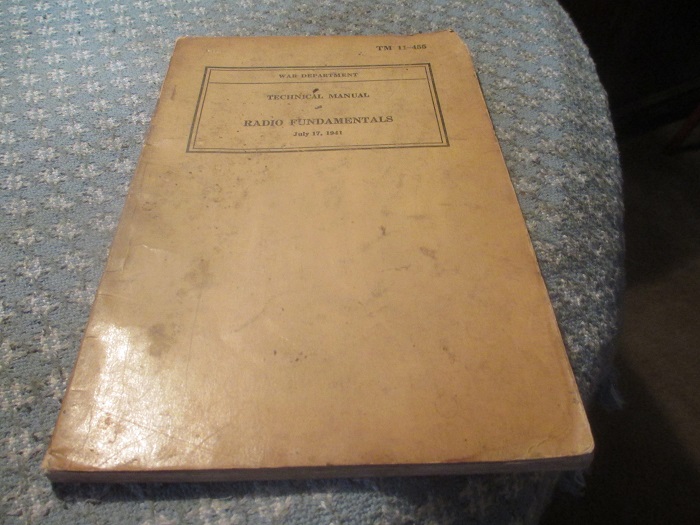 TM 11-455
WAR DEPARTMENT
TECHNICAL MANUAL
RADIO FUNDAMENTALS
July 17, 1941